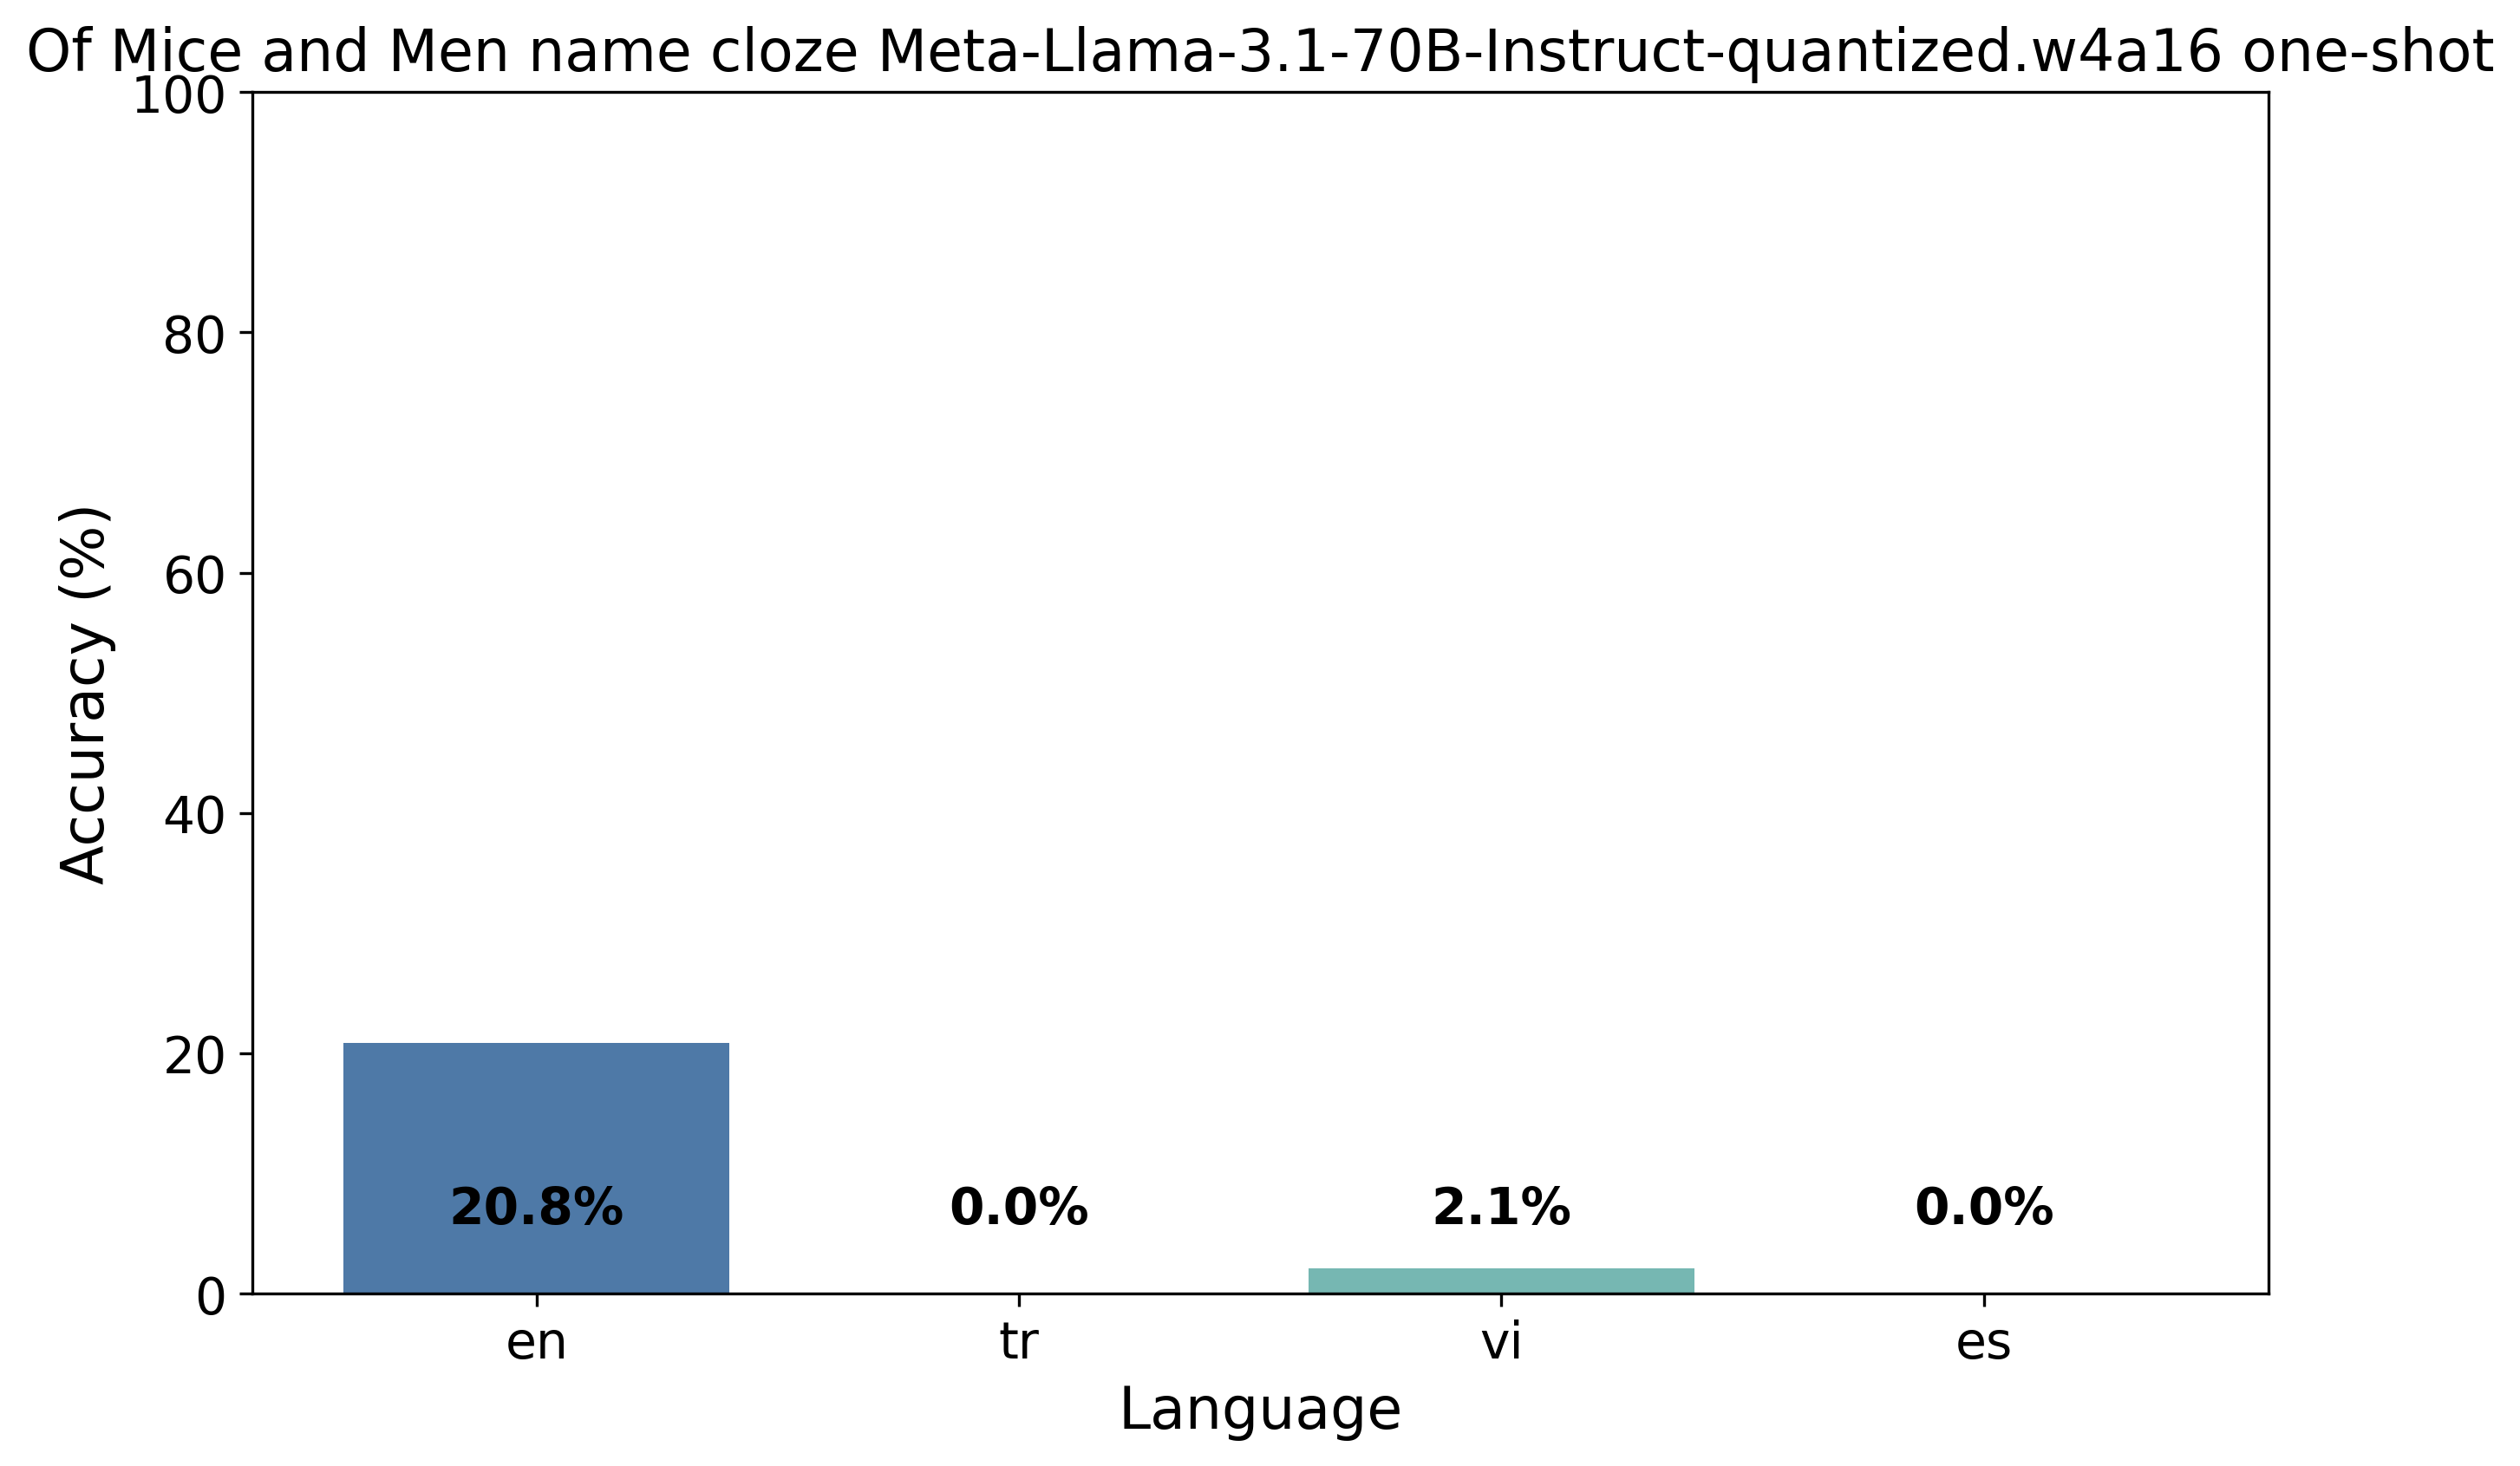 Of Mice and Men name cloze Meta-Llama-3.1-70B-Instruct-quantized.w4a16 one-shot
100
80
60
40
20
0
Accuracy (%)
20.8%
0.0%
2.1%
0.0%
en
tr
vi
es
Language